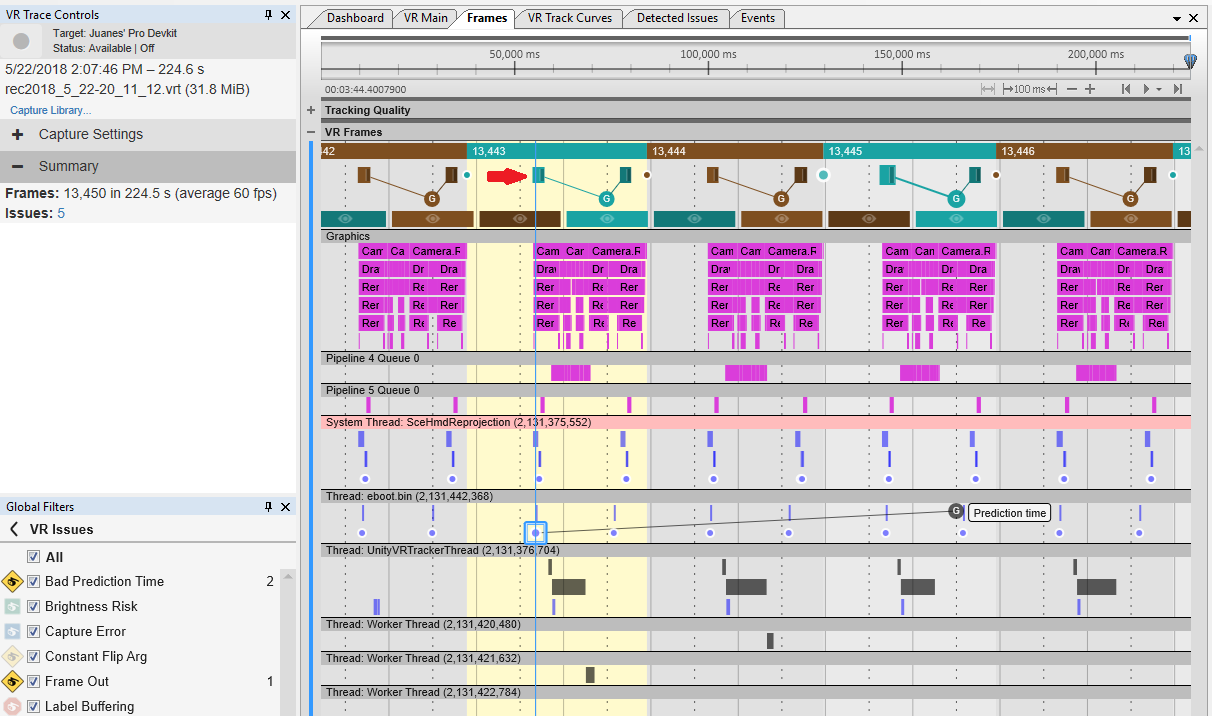 VR Trace Controls
Target: Juanes' Pro Devkit
Status: Available | Off
5/22/2018 2:07:46 PM – 224.6 s
rec2018_5_22-20_11_12.vrt (31.8 MiB)
Capture Library...
Capture Settings
Summary
Frames: 13,450 in 224.5 s (average 60 fps)
Issues: 5
Global Filters
VR Issues
All
Bad Prediction Time 2
Brightness Risk
Capture Error
Constant Flip Arg
Frame Out 1
Label Buffering
Dashboard VR Main Frames VR Track Curves Detected Issues Events
50,000 ms 100,000 ms 150,000 ms 200,000 ms
00:03:44.4007900 100 ms
Tracking Quality
VR Frames
42 13,443 13,444 13,445 13,446 13
G G G G G
Graphics
Cam Ca Camera.R Cam Car Camera.R Cam Car Camera.R Cam Car Camera.R Cam Cam Camera.R
Dra Dr Dra Dra Dr Dra Dra Dr Dra Dra Dr Dra Dra Dr Dra
Rer Re Rer Rer Re Rer Rer Re Rer Rer Re Rer Rer Re Rer
Rer Re Rer Rer Re Rer Rer Re Rer Rer Re Rer Rer Re Rer
Rer Re Re Rer Re Re Rer Re Re Rer Re Re Rer Re Re
Pipeline 4 Queue 0
Pipeline 5 Queue 0
System Thread: SceHmdReprojection (2,131,375,552)
Thread: eboot.bin (2,131,442,368)
G Prediction time
Thread: UnityVRTrackerThread (2,131,376,704)
Thread: Worker Thread (2,131,420,480)
Thread: Worker Thread (2,131,421,632)
Thread: Worker Thread (2,131,422,784)